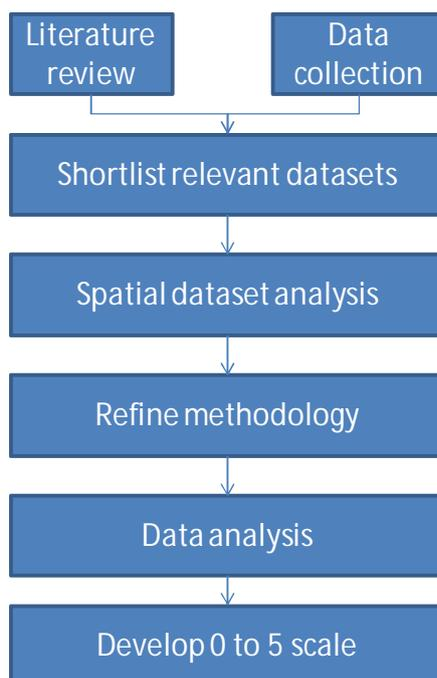 Literature
review
Data
collection
Shortlist relevant datasets
Spatial dataset analysis
Refine methodology
Data analysis
Develop 0 to 5 scale